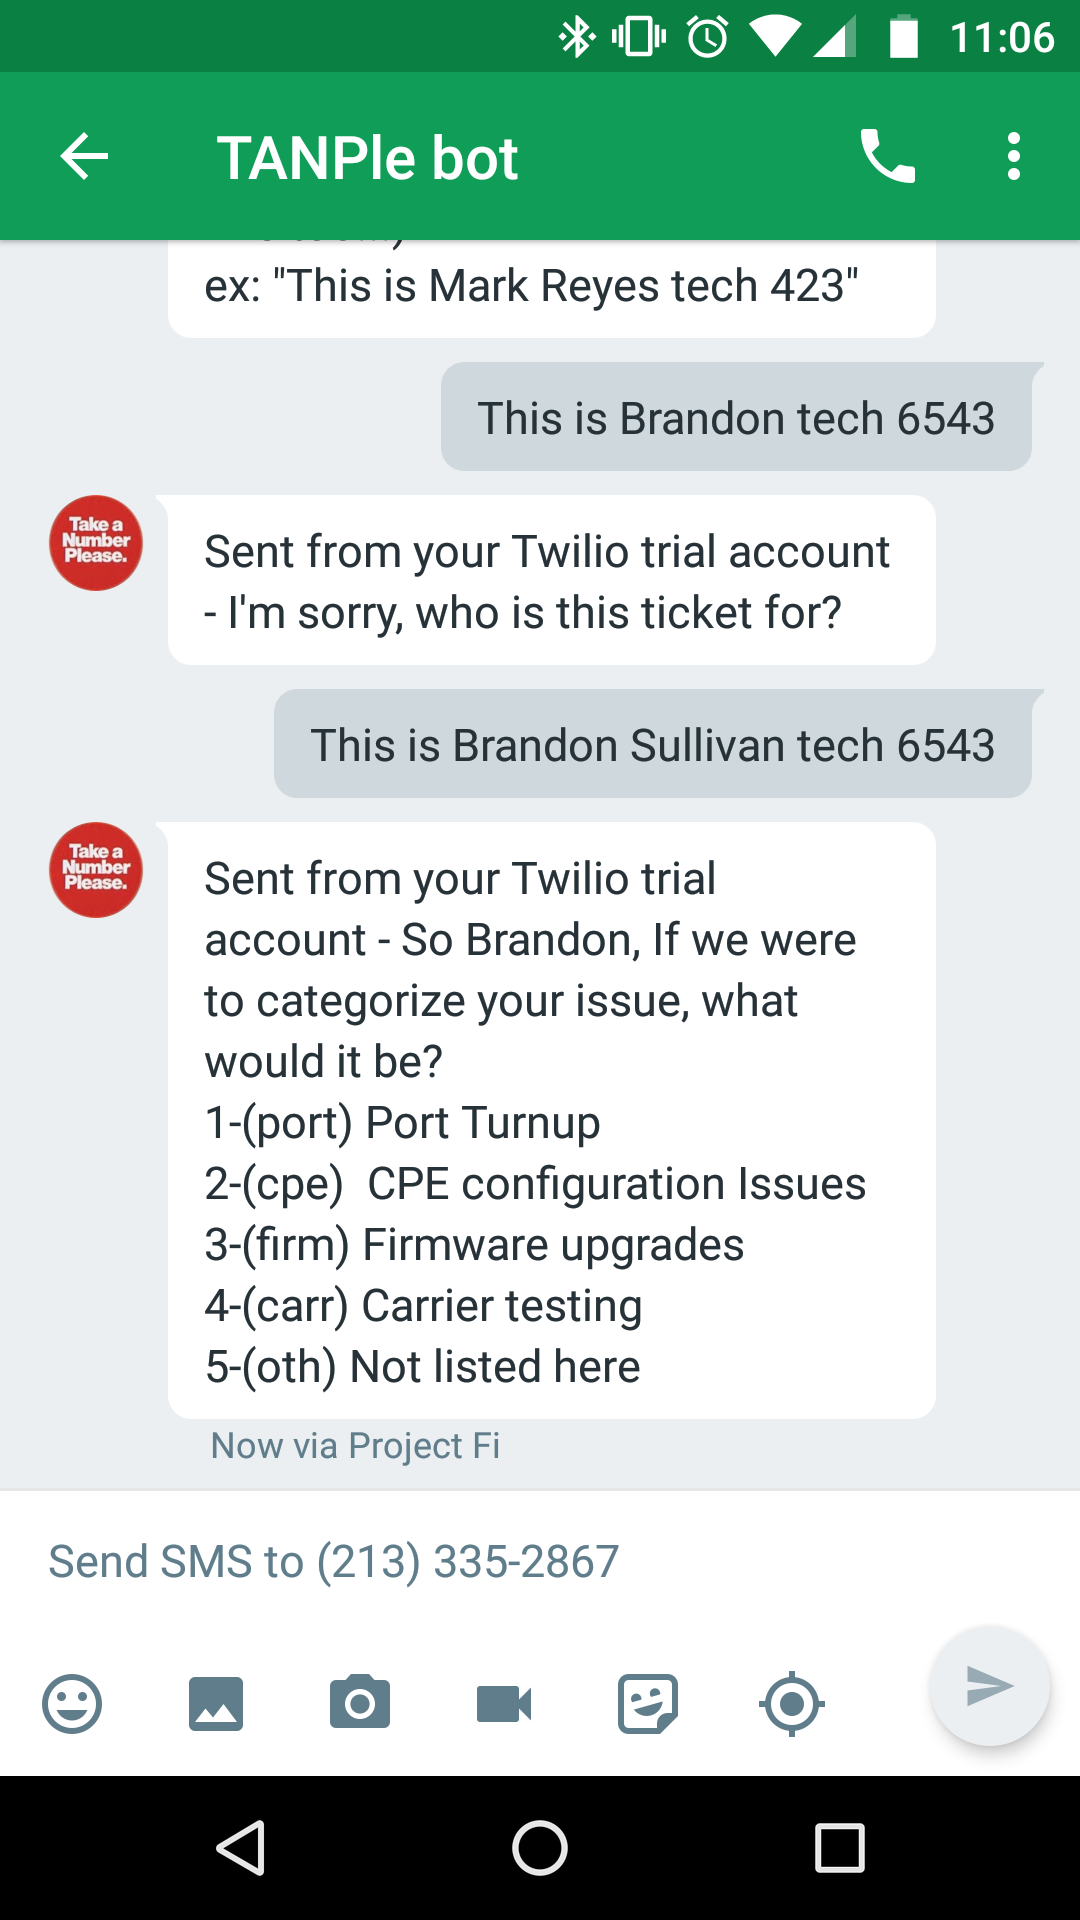 11:06
TANPle bot
ex: "This is Mark Reyes tech 423"
This is Brandon tech 6543
Take a
Number
Please.
Sent from your Twilio trial account
- I'm sorry, who is this ticket for?
This is Brandon Sullivan tech 6543
Take a
Number
Please.
Sent from your Twilio trial
account - So Brandon, If we were
to categorize your issue, what
would it be?
1-(port) Port Turnup
2-(cpe)  CPE configuration Issues
3-(firm) Firmware upgrades
4-(carr) Carrier testing
5-(oth) Not listed here
Now via Project Fi
Send SMS to (213) 335-2867